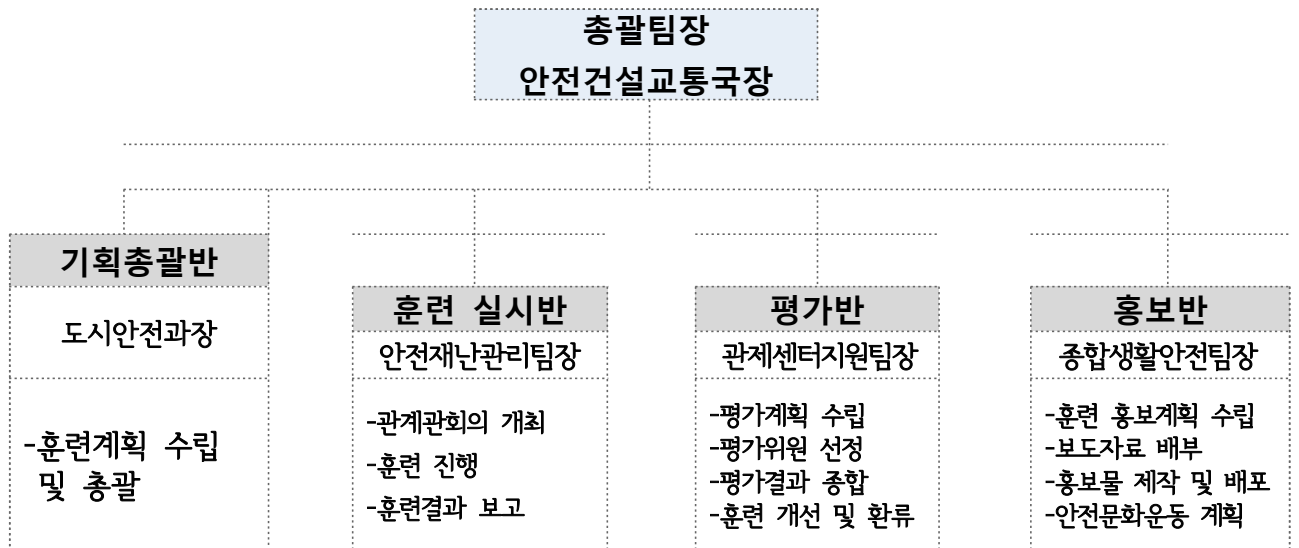 총괄팀장
안전건설교통국장
기획총괄반
도시안전과장
-훈련계획 수립
및 총괄
훈련 실시반
안전재난관리팀장
-관계관회의 개최
-훈련 진행
-훈련결과 보고
평가반
관제센터지원팀장
-평가계획 수립
-평가위원 선정
-평가결과 종합
-훈련 개선 및 환류
홍보반
종합생활안전팀장
-훈련 홍보계획 수립
-보도자료 배부
-홍보물 제작 및 배포
-안전문화운동 계획